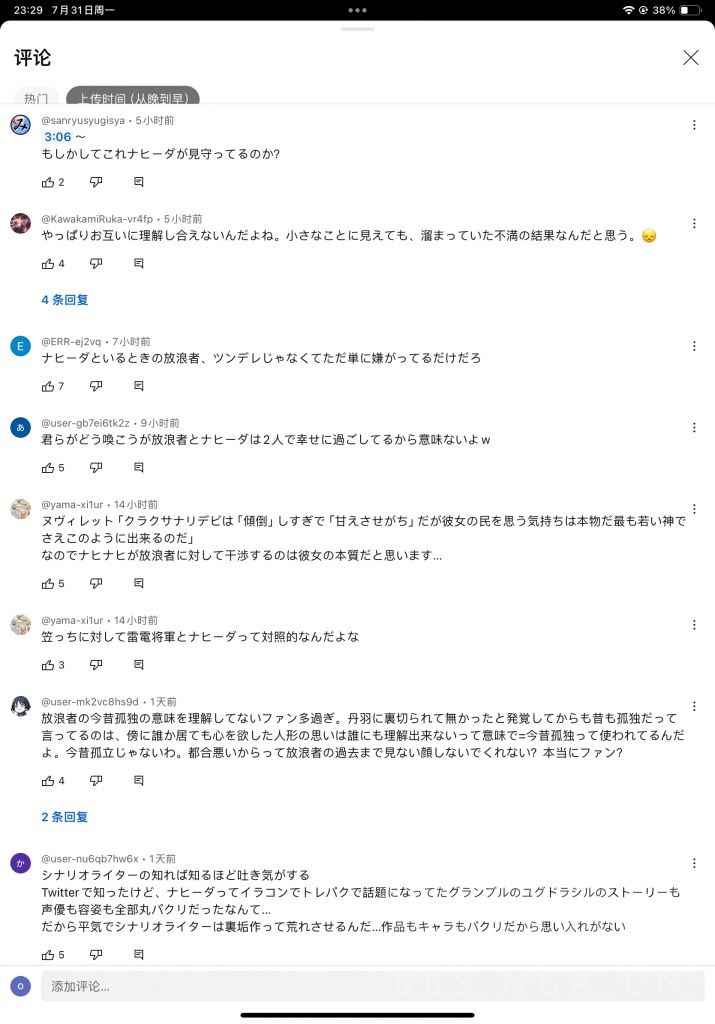 23:29 7月31日周一
38%
评论
热门
上传时间 (从晚到早)
@sanryusyugisya・5小时前
3:06 ～
もしかしてこれナヒーダが見守ってるのか?
2
@KawakamiRuka-vr4fp・5小时前
やっぱりお互いに理解し合えないんだよね。小さなことに見えても、溜まっていた不満の結果なんだと思う。😞
4
4 条回复
E
@ERR-ej2vq・7小时前
ナヒーダといるときの放浪者、ツンデレじゃなくてただ単に嫌がってるだけだろ
7
あ
@user-gb7ei6tk2z・9小时前
君らがどう喚こうが放浪者とナヒーダは2人で幸せに過ごしてるから意味ないよw
5
@yama-xi1ur・14小时前
ヌヴィレット「クラクサナリデビは「傾倒」しすぎで「甘えさせがち」だが彼女の民を思う気持ちは本物だ最も若い神で
さえこのように出来るのだ」
なのでナヒナヒが放浪者に対して干渉するのは彼女の本質だと思います...
5
@yama-xi1ur・14小时前
笠っちに対して雷電将軍とナヒーダって対照的なんだよな
3
@user-mk2vc8hs9d・1天前
放浪者の今昔孤独の意味を理解してないファン多過ぎ。丹羽に裏切られて無かったと発覚してからも昔も孤独だって
言ってるのは、傍に誰か居ても心を欲した人形の思いは誰にも理解出来ないって意味で=今昔孤独って使われてるんだ
よ。今昔孤立じゃないわ。都合悪いからって放浪者の過去まで見ない顔しないでくれない? 本当にファン?
4
2 条回复
か
@user-nu6qb7hw6x・1天前
シナリオライターの知れば知るほど吐き気がする
Twitterで知ったけど、ナヒーダってイラコンでトレパクで話題になってたグランブルのユグドラシルのストーリーも
声優も容姿も全部丸パクリだったなんて...
だから平気でシナリオライターは裏垢作って荒れさせるんだ...作品もキャラもパクリだから思い入れがない
5
O
添加评论...
BBS.NGA.CN